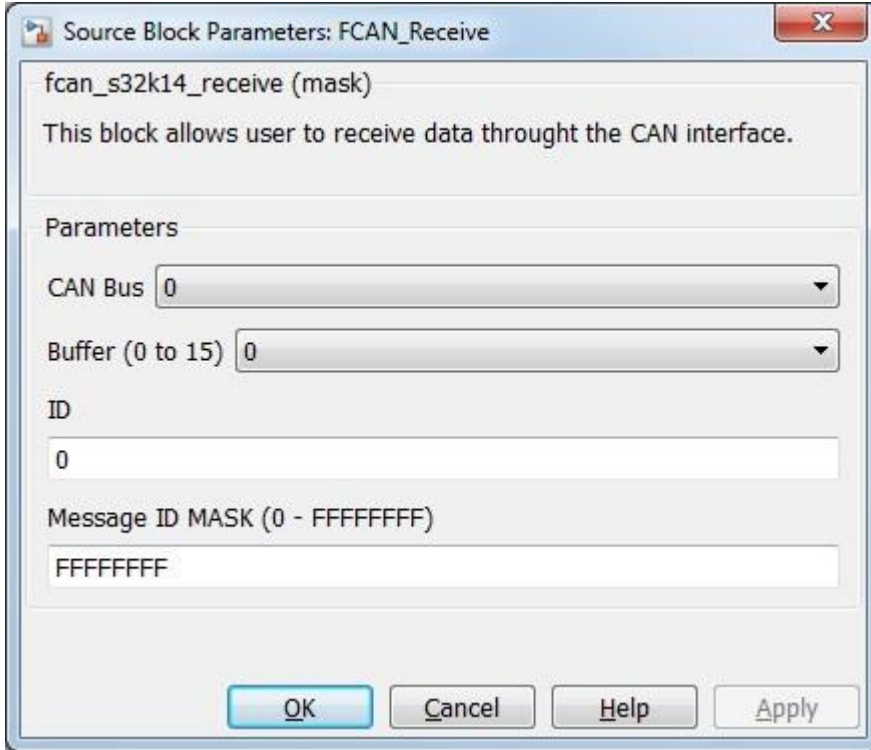 Source Block Parameters: FCAN_Receive
fcan_s32k14_receive (mask)
This block allows user to receive data throught the CAN interface.
Parameters
CAN Bus 0
Buffer (0 to 15) 0
ID
0
Message ID MASK (0 - FFFFFFFF)
FFFFFFFF
OK Cancel Help Apply